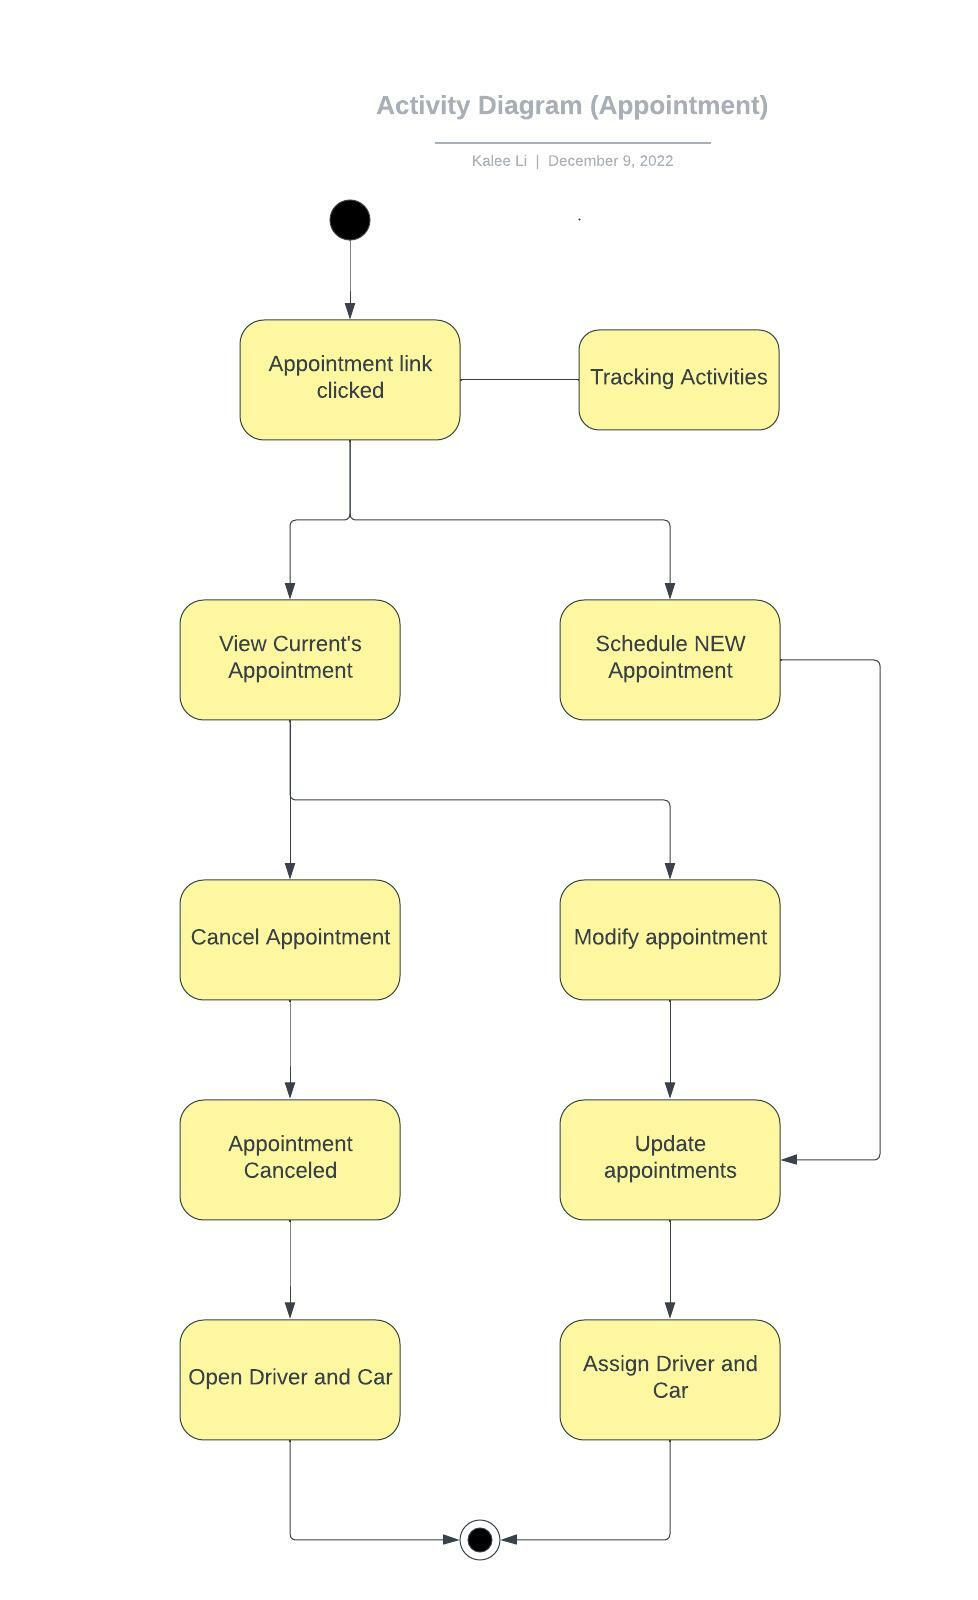 Activity Diagram (Appointment)
Kalee Li | December 9, 2022
Appointment link
clicked
Tracking Activities
View Current's
Appointment
Schedule NEW
Appointment
Cancel Appointment
Modify appointment
Appointment
Canceled
Update
appointments
Open Driver and Car
Assign Driver and
Car